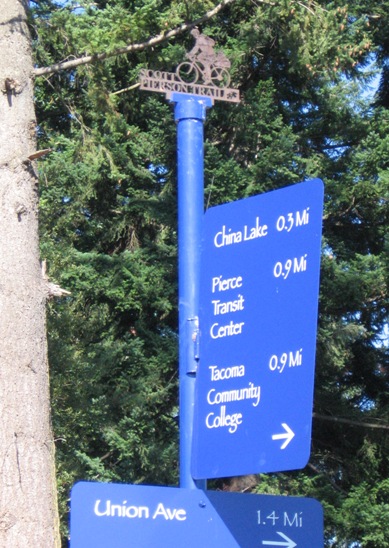 SCOTT
PIERSON TRAIL
China Lake 0.3 Mi
Pierce 0.9 Mi
Transit
Center
Tacoma 0.9 Mi
Community
College
Union Ave 1.4 Mi